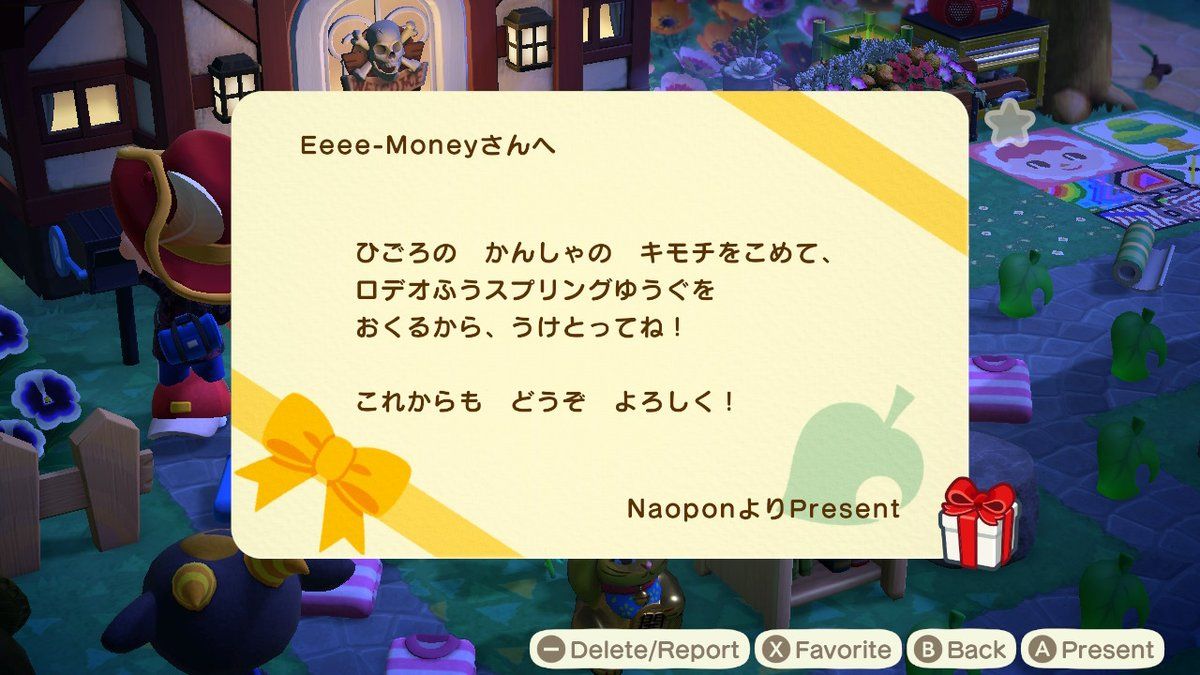 WELCOME
Eeee-Moneyさんへ
ひごろの　かんしゃの　キモチをこめて、
ロデオふうスプリングゆうぐを
おくるから、うけとってね！
これからも　どうぞ　よろしく！
NaoponよりPresent
Delete/Report
X Favorite
B Back
A Present